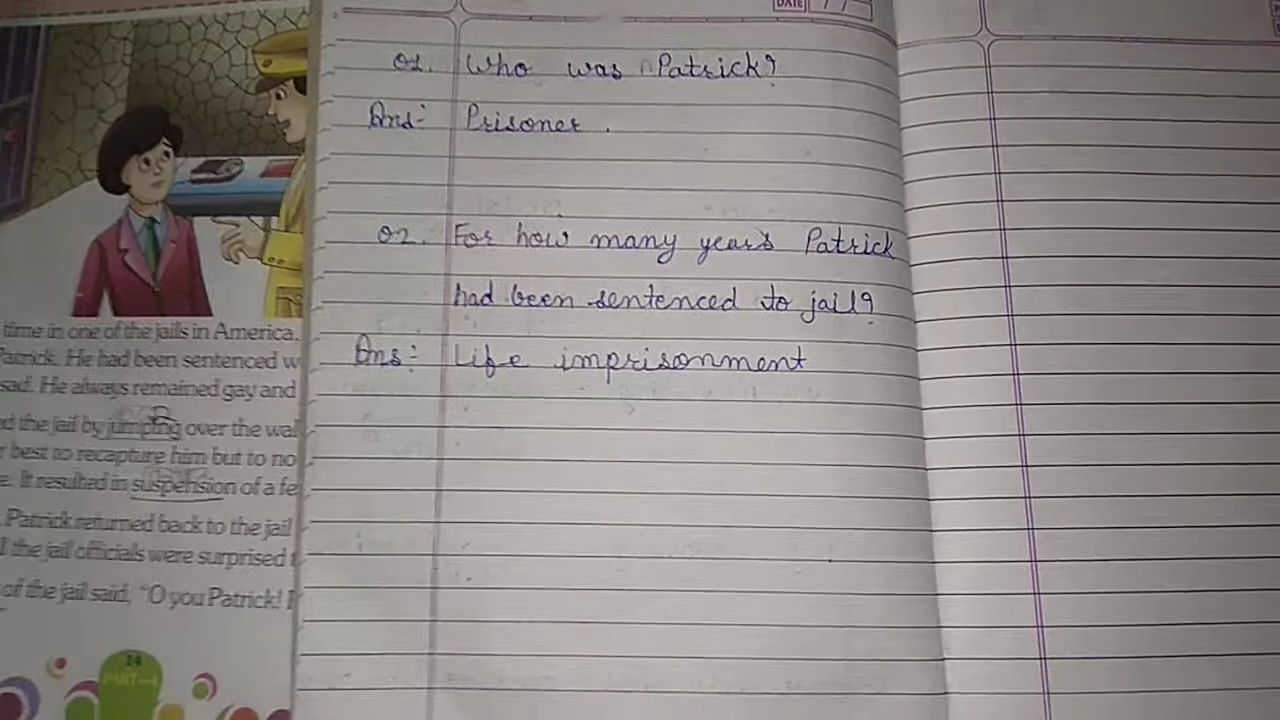 time in one of the jails in America.
Patrick. He had been sentenced w
sad. He always remained gay and
the jail by jumping over the wal
best to recapture him but to no
e. It resulted in suspension of a fe
Patrick returned back to the jail
the jail officials were surprised
of the jail said, "O you Patrick!
14
PART-4
DATE
Q1. Who was Patrick?
Ans:- Prisoner.
Q2. For how many years Patrick
had been sentenced to jail?
Ans:- Life imprisonment